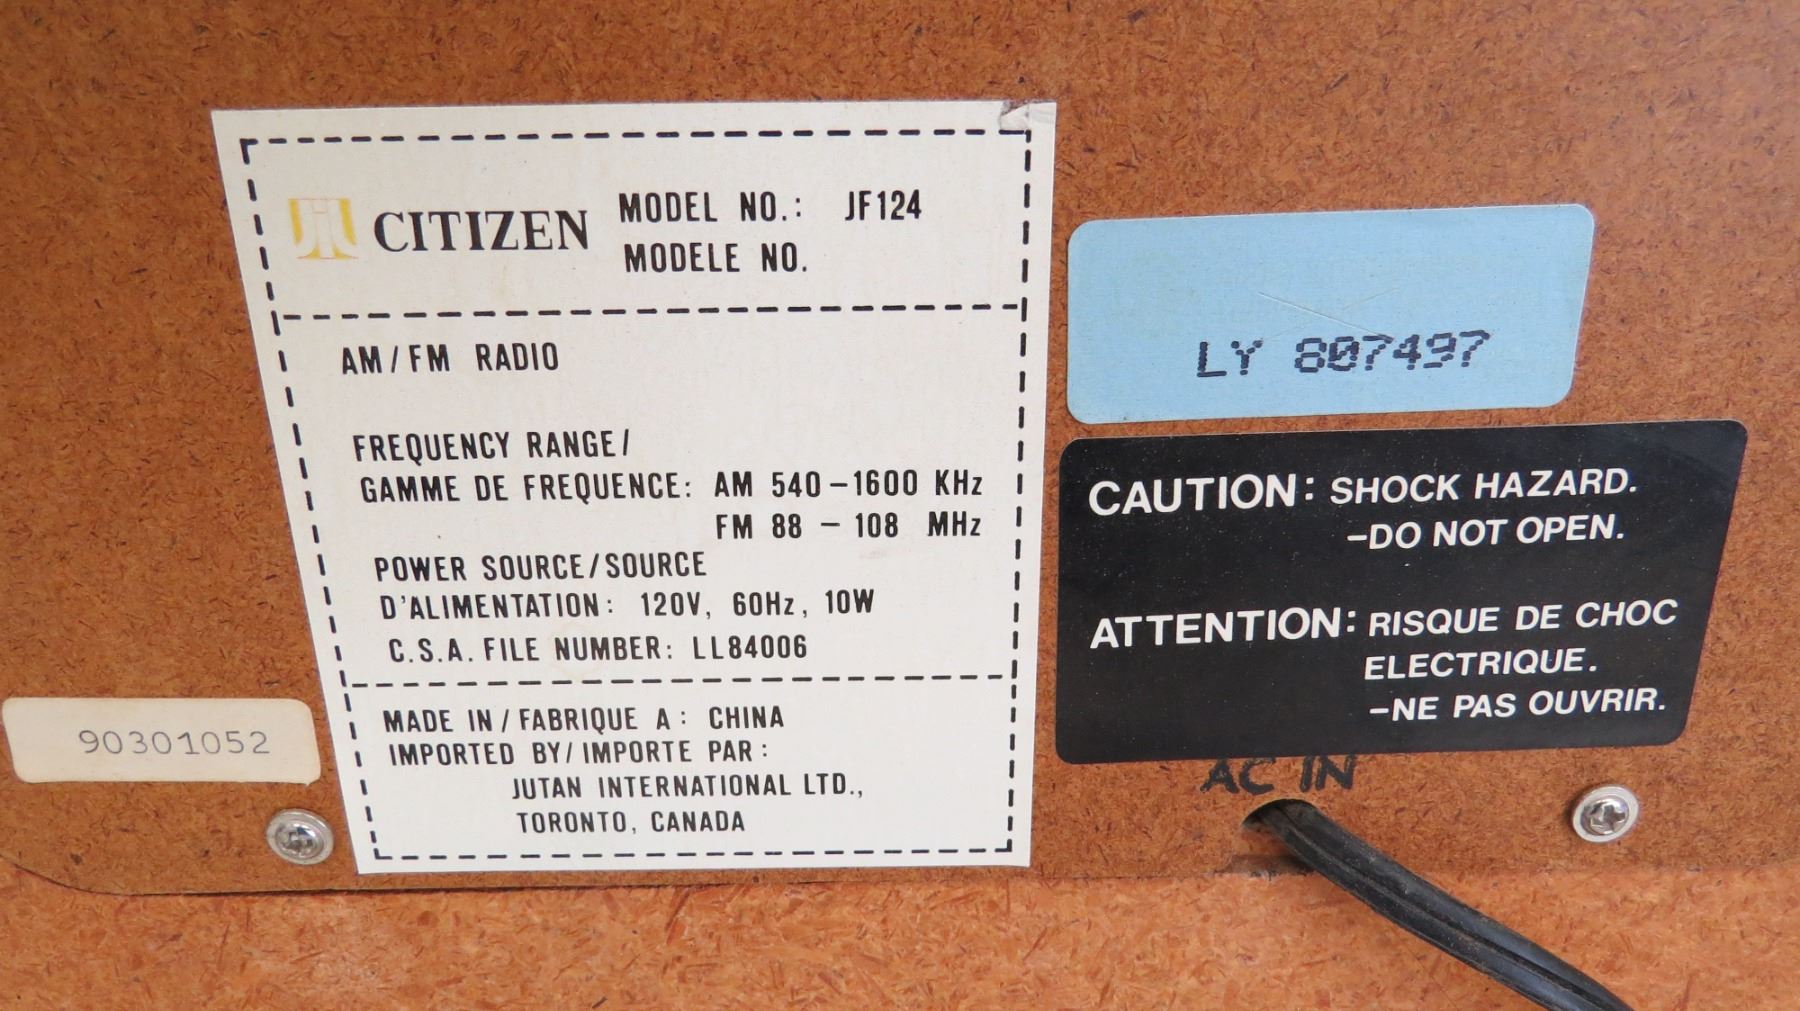 CITIZEN MODEL NO.: JF124
MODELE NO.
AM/FM RADIO
FREQUENCY RANGE/
GAMME DE FREQUENCE: AM 540-1600 KHz
FM 88 - 108 MHz
POWER SOURCE/SOURCE
D'ALIMENTATION: 120V, 60Hz, 10W
C.S.A. FILE NUMBER: LL84006
MADE IN/FABRIQUE A: CHINA
IMPORTED BY/IMPORTE PAR:
JUTAN INTERNATIONAL LTD.,
TORONTO, CANADA
90301052
LY 807497
CAUTION: SHOCK HAZARD.
-DO NOT OPEN.
ATTENTION: RISQUE DE CHOC
ELECTRIQUE.
-NE PAS OUVRIR.
AC IN